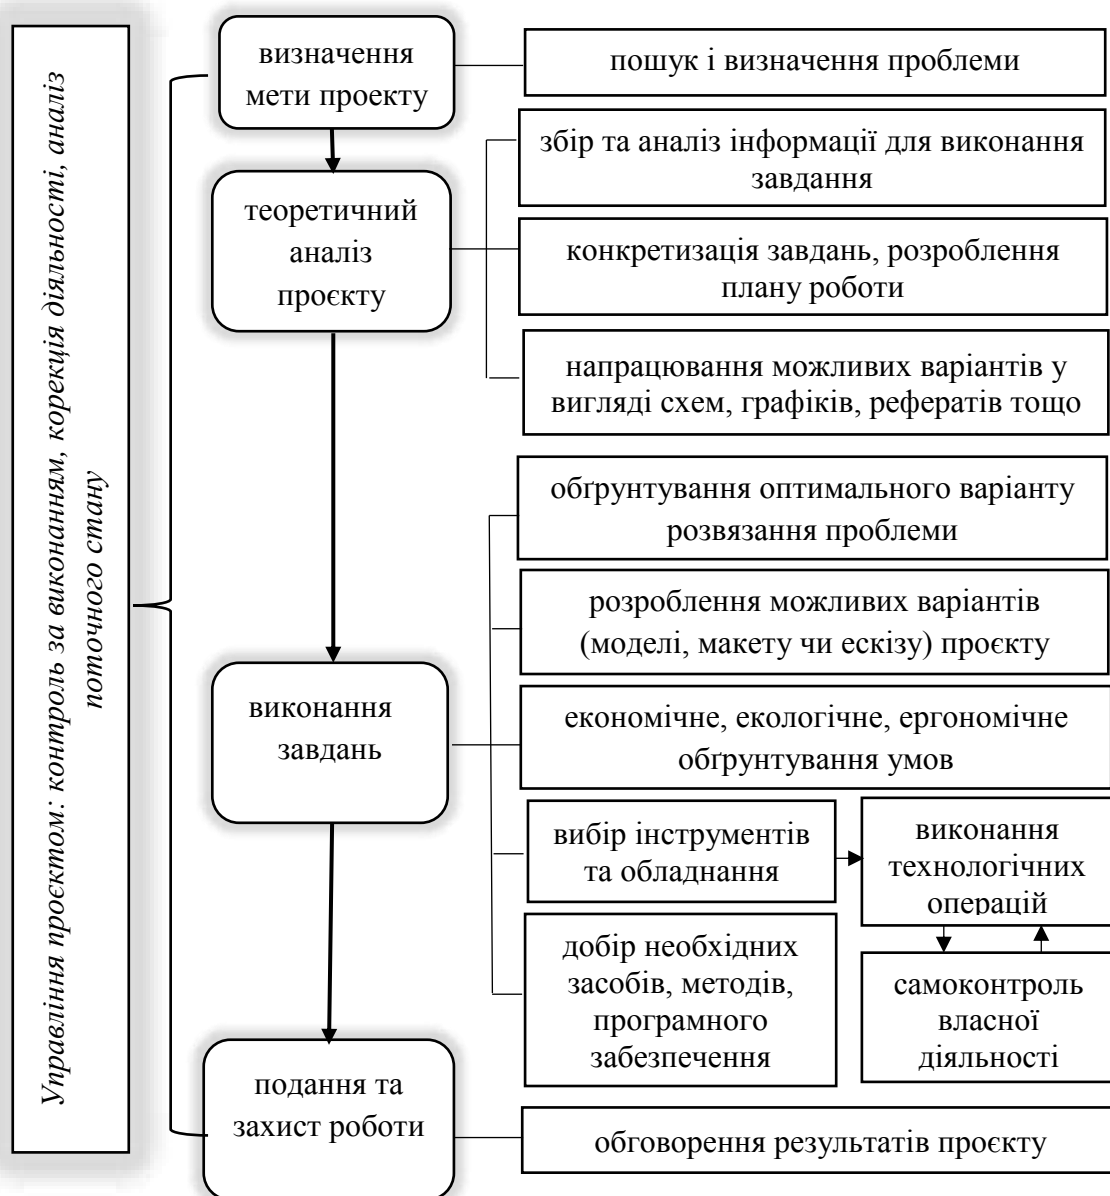 Управління проєктом: контроль за виконанням, корекція діяльності, аналіз
поточного стану
визначення
мети проекту
пошук і визначення проблеми
теоретичний
аналіз
проєкту
збір та аналіз інформації для виконання
завдання
конкретизація завдань, розроблення
плану роботи
напрацювання можливих варіантів у
вигляді схем, графіків, рефератів тощо
виконання
завдань
обґрунтування оптимального варіанту
розвязання проблеми
розроблення можливих варіантів
(моделі, макету чи ескізу) проєкту
економічне, екологічне, ергономічне
обґрунтування умов
вибір інструментів
та обладнання
виконання
технологічних
операцій
добір необхідних
засобів, методів,
програмного
забезпечення
самоконтроль
власної
діяльності
подання та
захист роботи
обговорення результатів проєкту